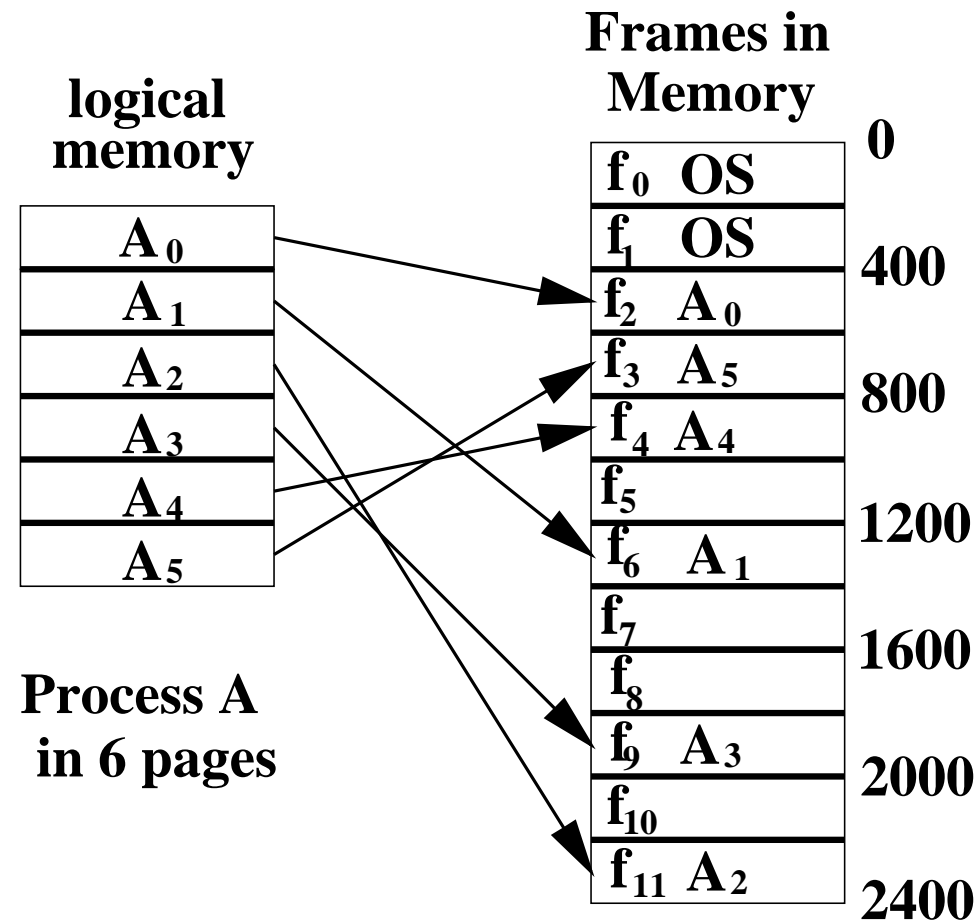 logical
memory
A0
A1
A2
A3
A4
A5
Process A
in 6 pages
Frames in
Memory
0
f0 OS
f1 OS
400
f2 A0
f3 A5
800
f4 A4
f5
1200
f6 A1
f7
1600
f8
f9 A3
2000
f10
f11 A2
2400